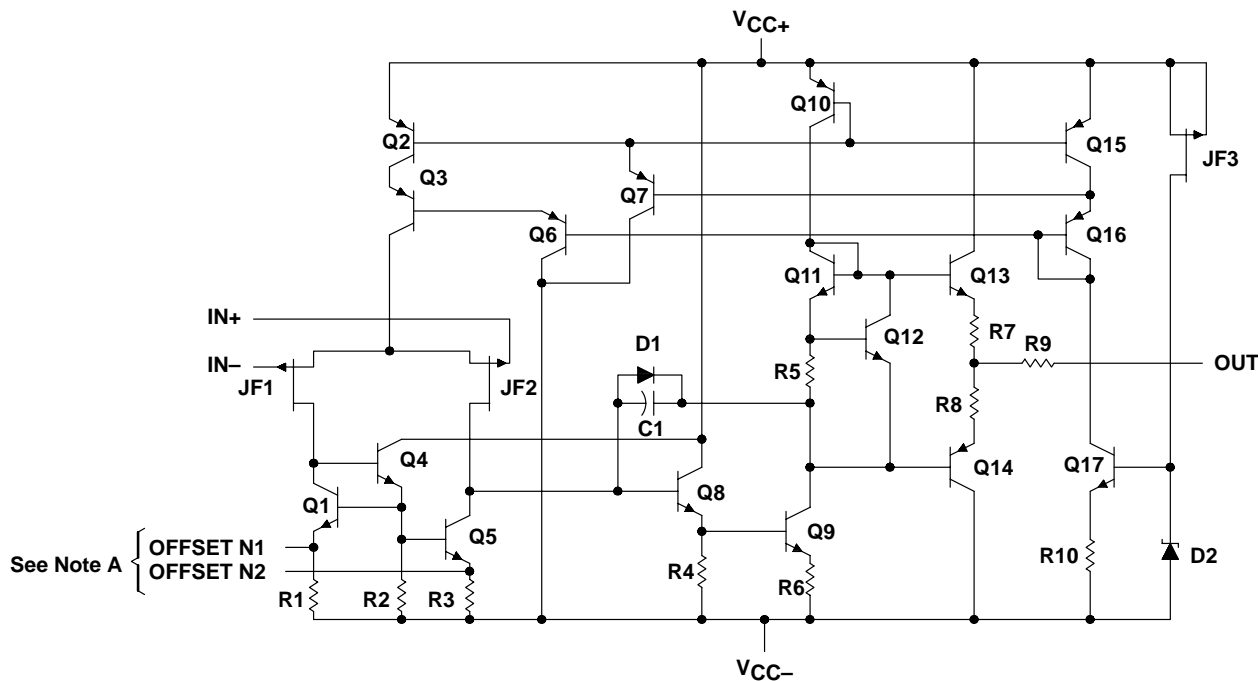 VCC+
Q10
Q2
Q15
JF3
Q3
Q7
Q6
Q16
Q11
Q13
IN+
R7
D1
Q12
R9
IN–
OUT
JF1
JF2
R5
R8
C1
Q4
Q14
Q17
Q8
Q1
Q5
Q9
OFFSET N1
See Note A
OFFSET N2
R10
D2
R4
R6
R1
R2
R3
VCC–